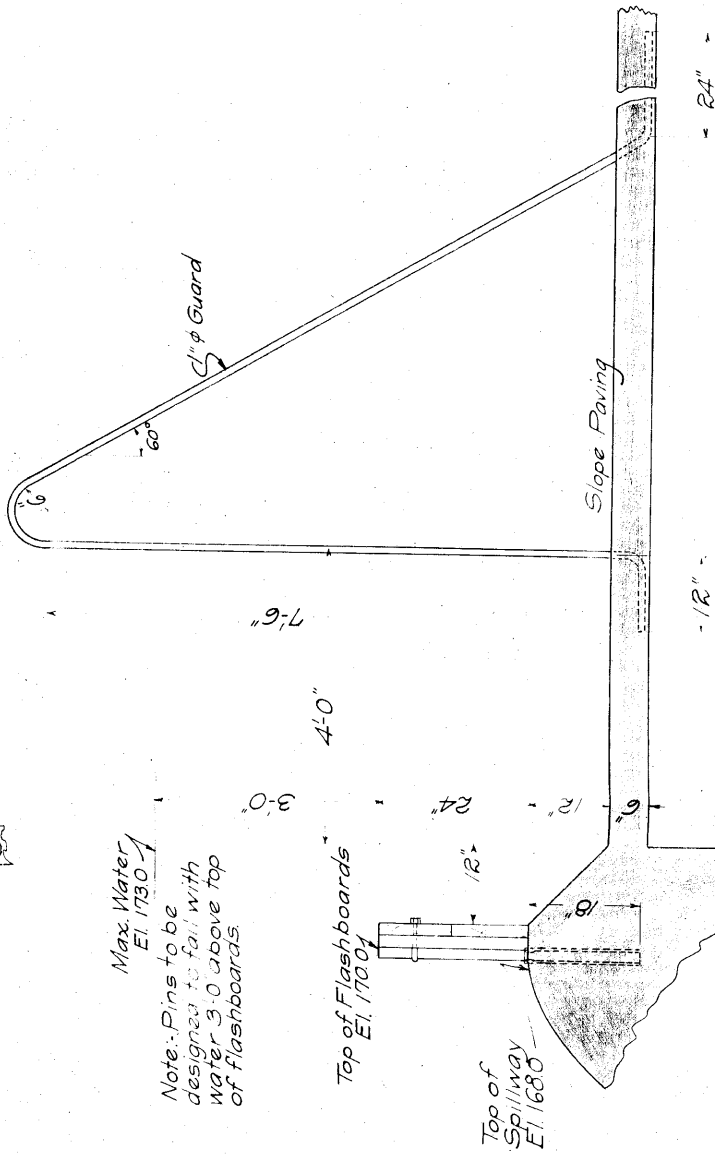 6"
1"φ Guard
60°
7'-6"
4'-0"
Max. Water
El. 173.0
Note:-Pins to be
designed to fail with
water 3'-0 above top
of flashboards.
3'-0"
Top of Flashboards
El. 170.0
24"
12"
12"
Slope Paving
6"
18"
Top of
Spillway
El. 168.0
12"
24"